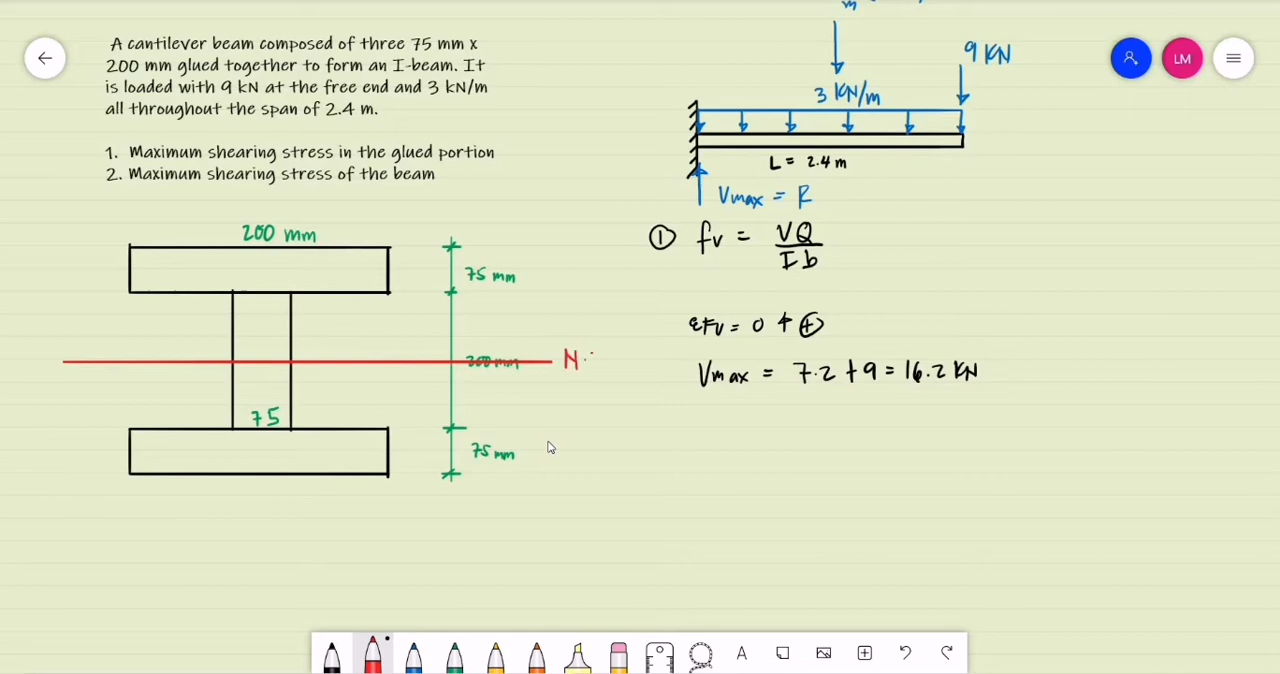 A cantilever beam composed of three 75 mm x
200 mm glued together to form an I-beam. It
is loaded with 9 kN at the free end and 3 kN/m
all throughout the span of 2.4 m.
1. Maximum shearing stress in the glued portion
2. Maximum shearing stress of the beam
200 mm
75 mm
200 mm
N.
75
75 mm
m
9 KN
3 KN/m
L = 2.4 m
Vmax = R
① fv = VQ
Ib
ΣFv = 0 ↑ ⊕
Vmax = 7.2 + 9 = 16.2 KN
LM
A